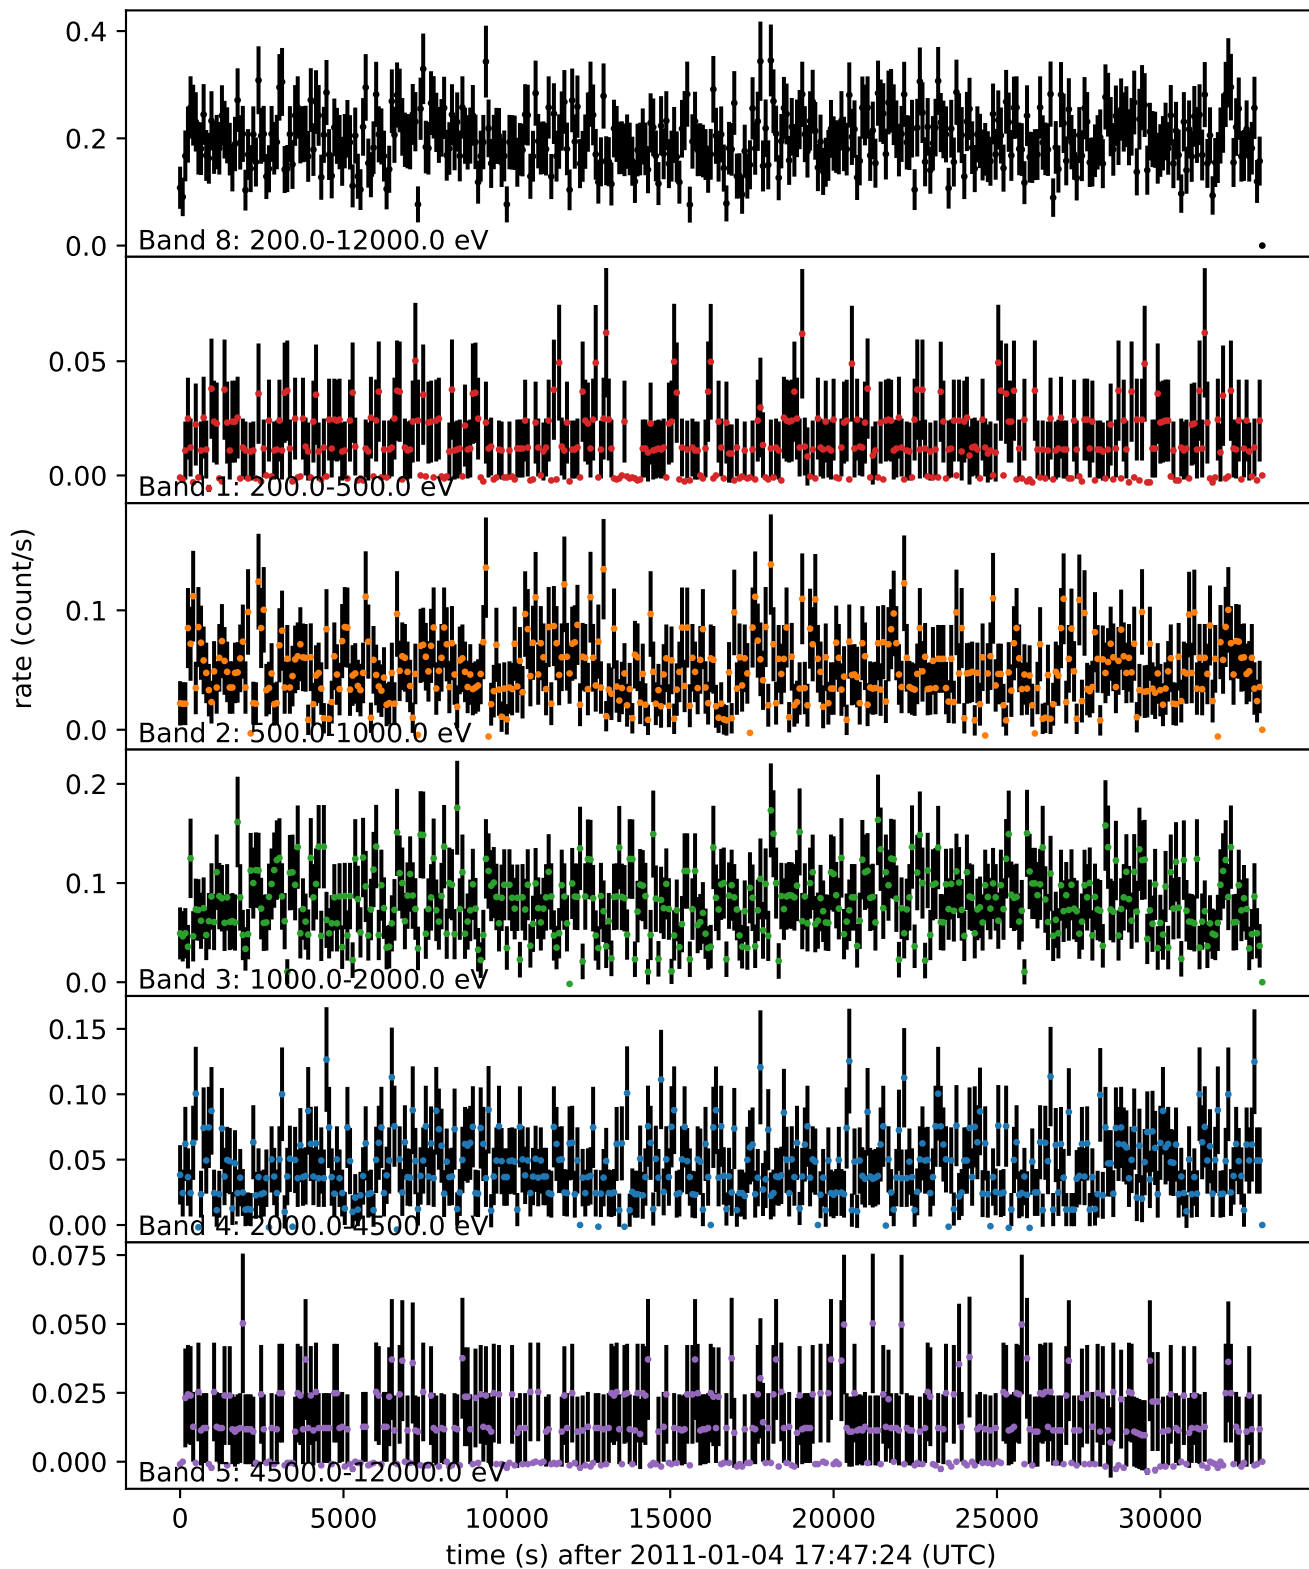 0.4
0.2
0.0
Band 8: 200.0-12000.0 eV
0.05
0.00
Band 1: 200.0-500.0 eV
rate (count/s)
0.1
0.0
Band 2: 500.0-1000.0 eV
0.2
0.1
0.0
Band 3: 1000.0-2000.0 eV
0.15
0.10
0.05
0.00
Band 4: 2000.0-4500.0 eV
0.075
0.050
0.025
0.000
Band 5: 4500.0-12000.0 eV
0 5000 10000 15000 20000 25000 30000
time (s) after 2011-01-04 17:47:24 (UTC)